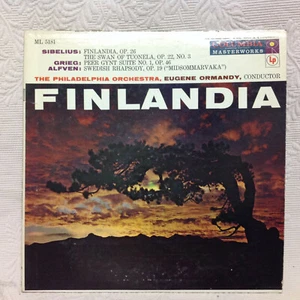 ML 5181
COLUMBIA
MASTERWORKS
Lp
SIBELIUS: FINLANDIA, OP. 26
THE SWAN OF TUONELA, OP. 22, NO. 3
GRIEG: PEER GYNT SUITE NO. 1, OP. 46
ALFVEN: SWEDISH RHAPSODY, OP. 19 ("MIDSOMMARVAKA")
THE PHILADELPHIA ORCHESTRA, EUGENE ORMANDY, CONDUCTOR
FINLANDIA